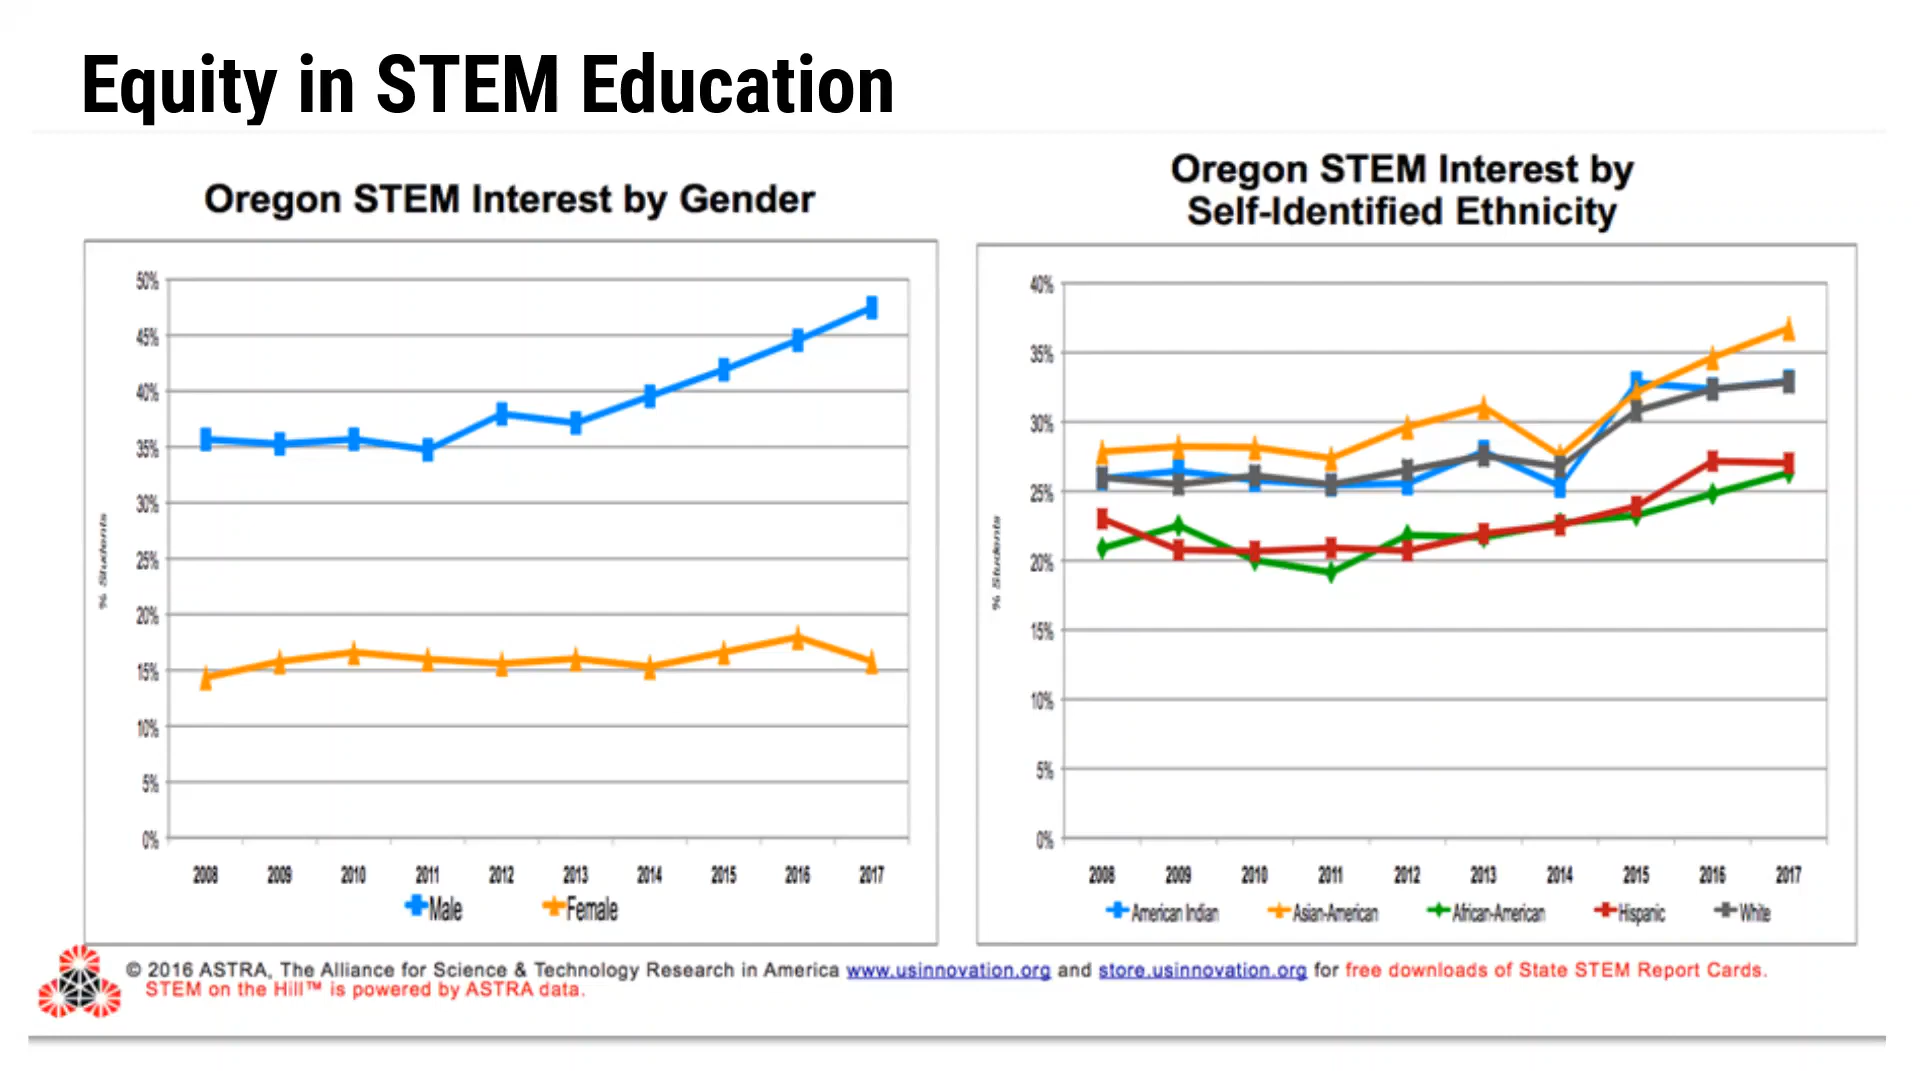 Equity in STEM Education
Oregon STEM Interest by Gender
50%
45%
40%
35%
30%
25%
20%
15%
10%
5%
0%
% Students
2008 2009 2010 2011 2012 2013 2014 2015 2016 2017
Male Female
Oregon STEM Interest by
Self-Identified Ethnicity
40%
35%
30%
25%
20%
15%
10%
5%
0%
% Students
2008 2009 2010 2011 2012 2013 2014 2015 2016 2017
American Indian Asian-American African-American Hispanic White
© 2016 ASTRA, The Alliance for Science & Technology Research in America www.usinnovation.org and store.usinnovation.org for free downloads of State STEM Report Cards.
STEM on the Hill™ is powered by ASTRA data.